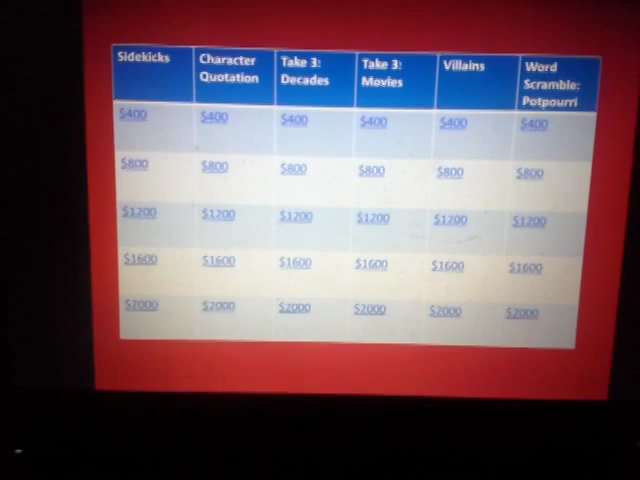 Sidekicks Character Quotation Take 3: Decades Take 3: Movies Villains Word Scramble: Potpourri
$400 $400 $400 $400 $400 $400
$800 $800 $800 $800 $800 $800
$1200 $1200 $1200 $1200 $1200 $1200
$1600 $1600 $1600 $1600 $1600 $1600
$2000 $2000 $2000 $2000 $2000 $2000